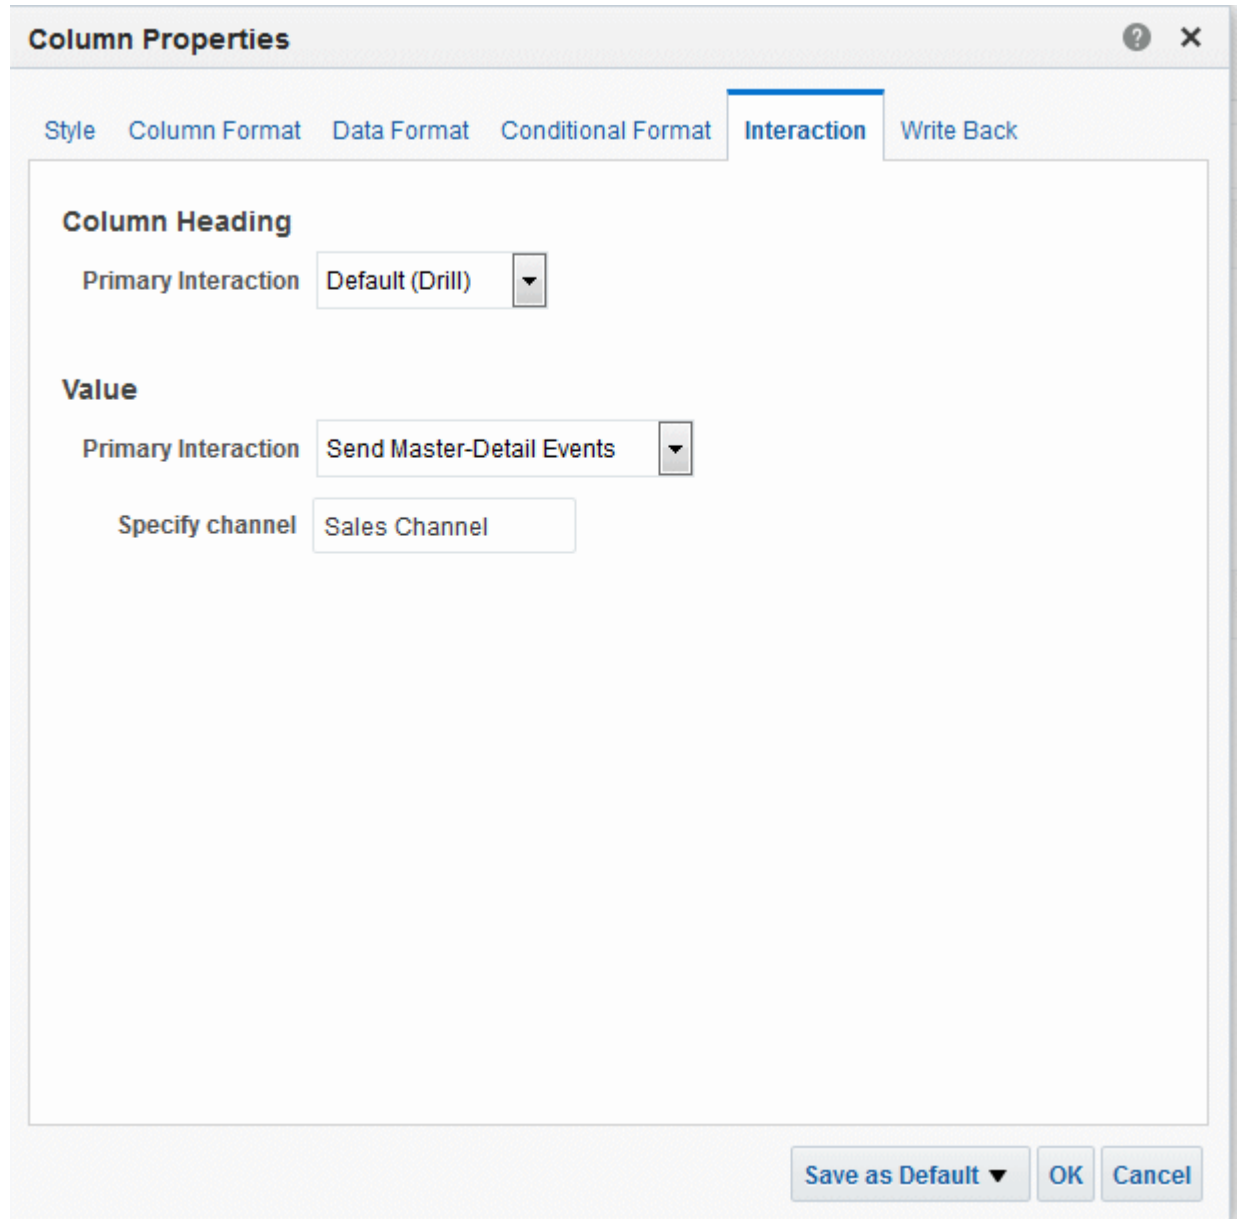 Column Properties
Style Column Format Data Format Conditional Format Interaction Write Back
Column Heading
Primary Interaction Default (Drill)
Value
Primary Interaction Send Master-Detail Events
Specify channel Sales Channel
Save as Default OK Cancel